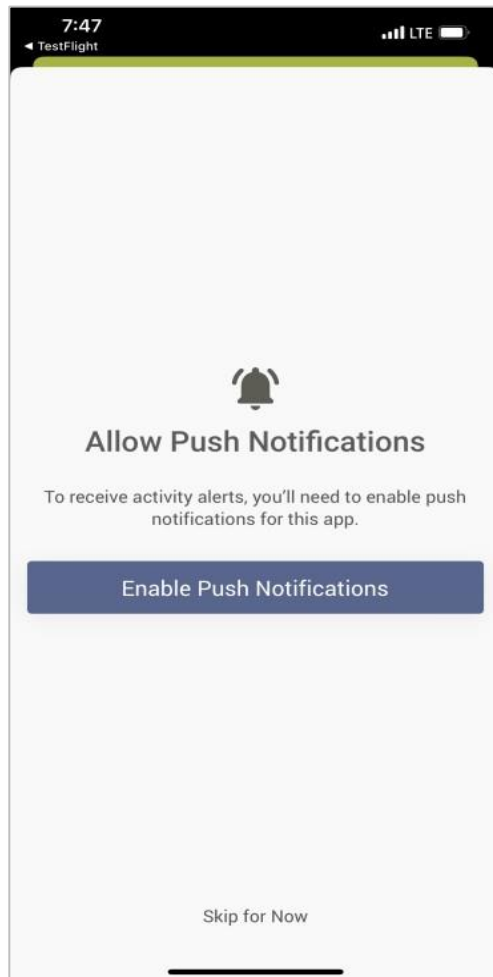 7:47
◄ TestFlight
LTE
Allow Push Notifications
To receive activity alerts, you’ll need to enable push
notifications for this app.
Enable Push Notifications
Skip for Now